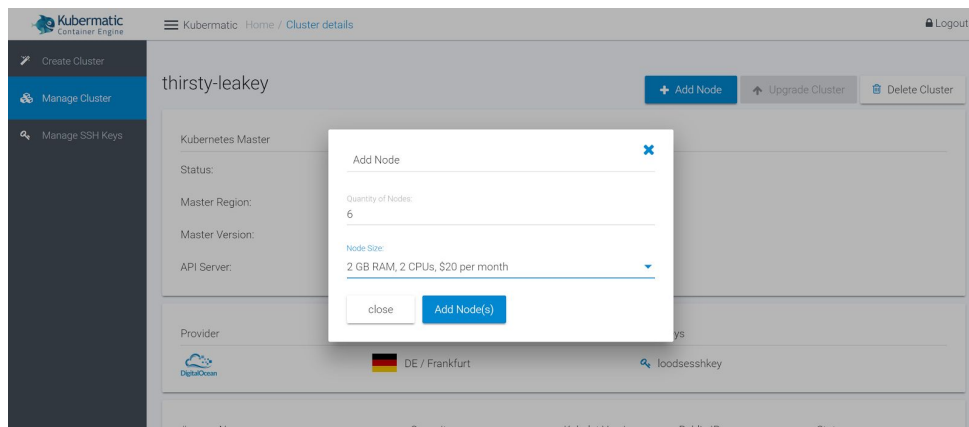 Kubermatic
Container Engine
Kubermatic Home / Cluster details
Logout
Create Cluster
Manage Cluster
Manage SSH Keys
thirsty-leakey
Add Node
Upgrade Cluster
Delete Cluster
Kubernetes Master
Status:
Master Region:
Master Version:
API Server:
Add Node
Quantity of Nodes:
6
Node Size:
2 GB RAM, 2 CPUs, $20 per month
close
Add Node(s)
Provider
ys
DigitalOcean
DE / Frankfurt
loodsesshkey